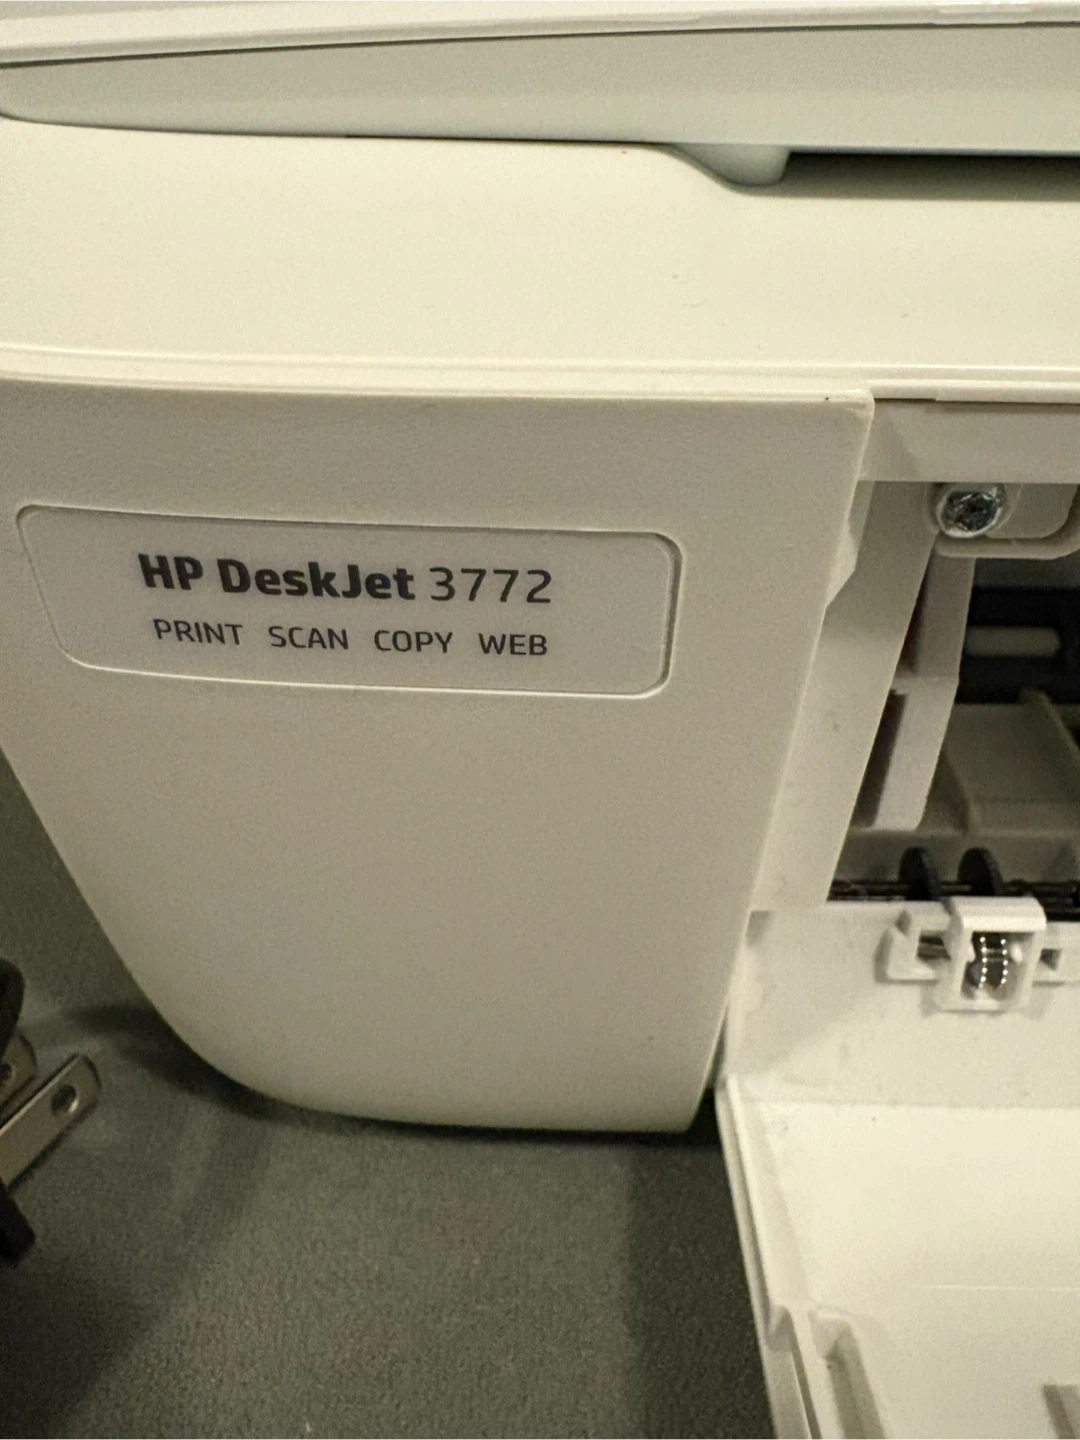 HP DeskJet 3772
PRINT SCAN COPY WEB